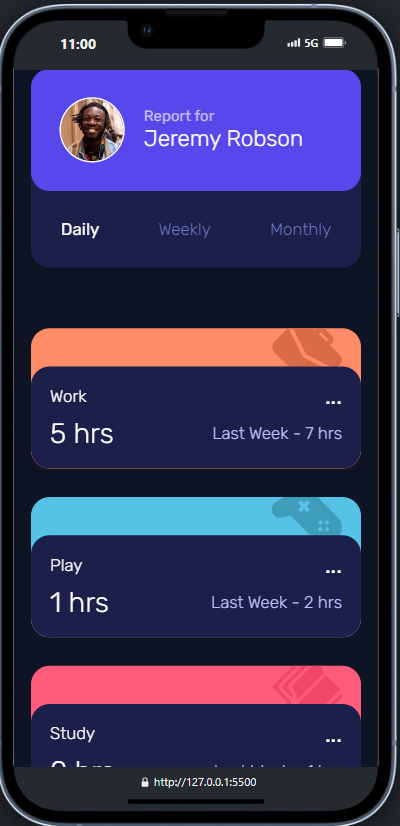 11:00 5G
Report for
Jeremy Robson
Daily Weekly Monthly
Work ...
5 hrs Last Week - 7 hrs
Play ...
1 hrs Last Week - 2 hrs
Study ...
http://127.0.0.1:5500